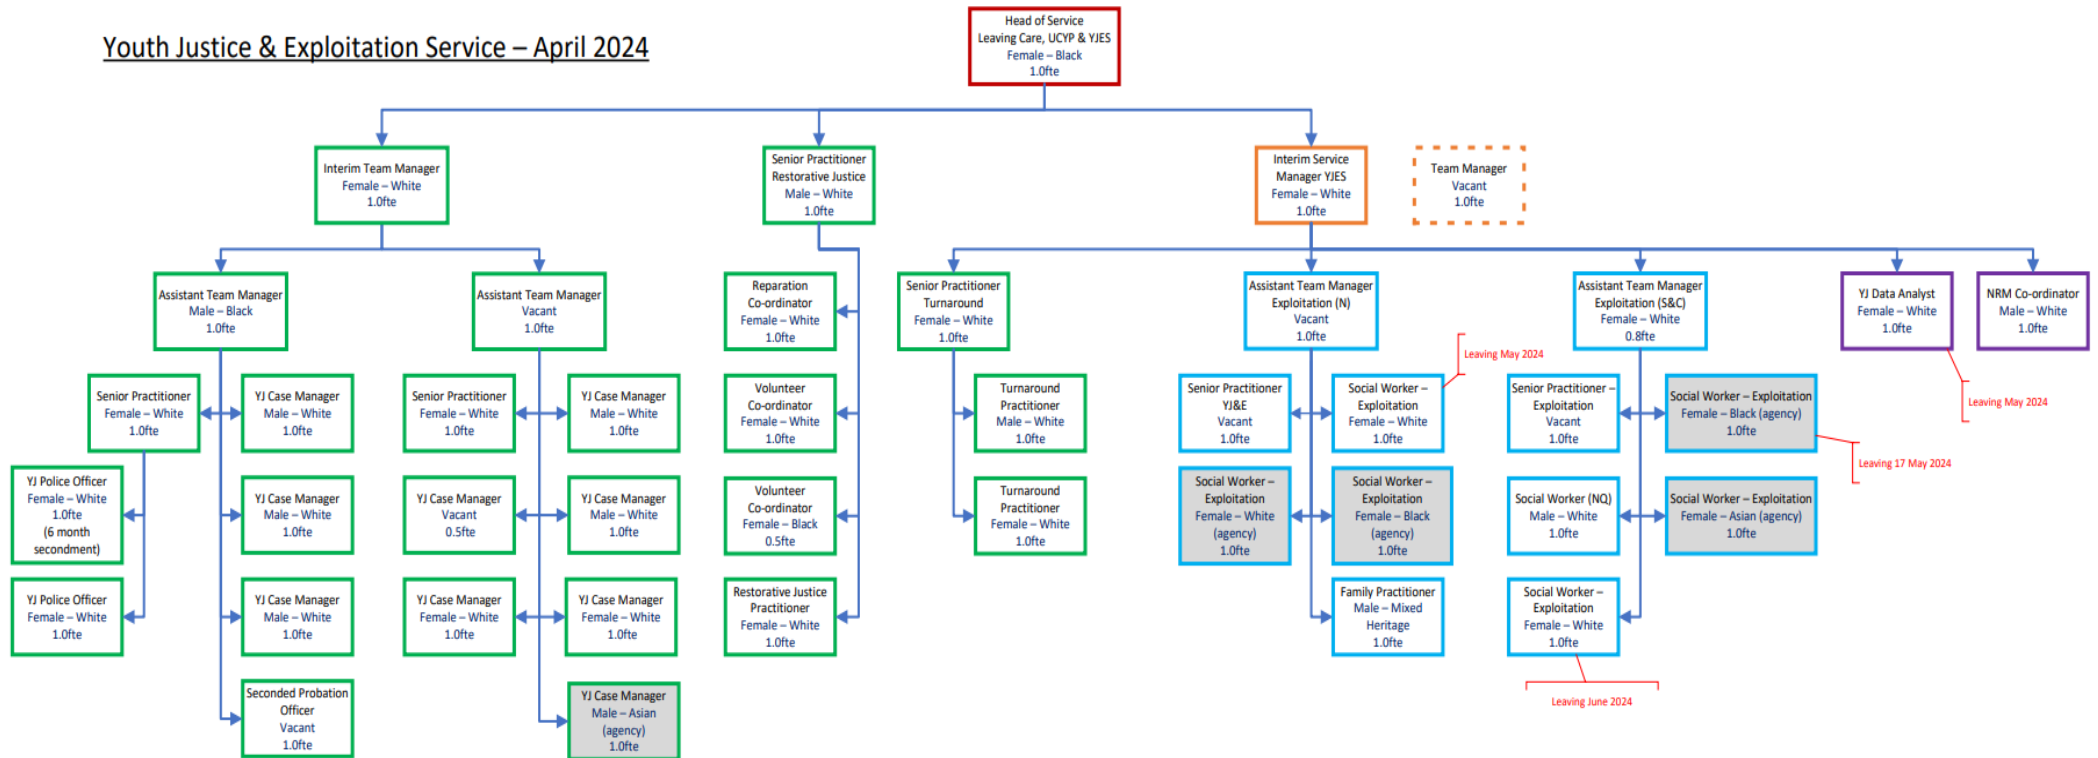 Youth Justice & Exploitation Service – April 2024
Head of Service
Leaving Care, UCYP & YJES
Female – Black
1.0fte
Interim Team Manager
Female – White
1.0fte
Senior Practitioner
Restorative Justice
Male – White
1.0fte
Interim Service
Manager YJES
Female – White
1.0fte
Team Manager
Vacant
1.0fte
Assistant Team Manager
Male – Black
1.0fte
Assistant Team Manager
Vacant
1.0fte
Reparation
Co-ordinator
Female – White
1.0fte
Senior Practitioner
Turnaround
Female – White
1.0fte
Assistant Team Manager
Exploitation (N)
Vacant
1.0fte
Assistant Team Manager
Exploitation (S&C)
Female – White
0.8fte
YJ Data Analyst
Female – White
1.0fte
NRM Co-ordinator
Male – White
1.0fte
Leaving May 2024
Senior Practitioner
Female – White
1.0fte
YJ Case Manager
Male – White
1.0fte
Senior Practitioner
Female – White
1.0fte
YJ Case Manager
Male – White
1.0fte
Volunteer
Co-ordinator
Female – White
1.0fte
Turnaround
Practitioner
Male – White
1.0fte
Senior Practitioner
YJ&E
Vacant
1.0fte
Social Worker –
Exploitation
Female – White
1.0fte
Senior Practitioner –
Exploitation
Vacant
1.0fte
Social Worker – Exploitation
Female – Black (agency)
1.0fte
Leaving May 2024
Leaving 17 May 2024
YJ Police Officer
Female – White
1.0fte
(6 month
secondment)
YJ Case Manager
Male – White
1.0fte
YJ Case Manager
Vacant
0.5fte
YJ Case Manager
Male – White
1.0fte
Volunteer
Co-ordinator
Female – Black
0.5fte
Turnaround
Practitioner
Female – White
1.0fte
Social Worker –
Exploitation
Female – White
(agency)
1.0fte
Social Worker –
Exploitation
Female – Black
(agency)
1.0fte
Social Worker (NQ)
Male – White
1.0fte
Social Worker – Exploitation
Female – Asian (agency)
1.0fte
YJ Police Officer
Female – White
1.0fte
YJ Case Manager
Male – White
1.0fte
YJ Case Manager
Female – White
1.0fte
YJ Case Manager
Female – White
1.0fte
Restorative Justice
Practitioner
Female – White
1.0fte
Family Practitioner
Male – Mixed
Heritage
1.0fte
Social Worker –
Exploitation
Female – White
1.0fte
Leaving June 2024
Seconded Probation
Officer
Vacant
1.0fte
YJ Case Manager
Male – Asian
(agency)
1.0fte